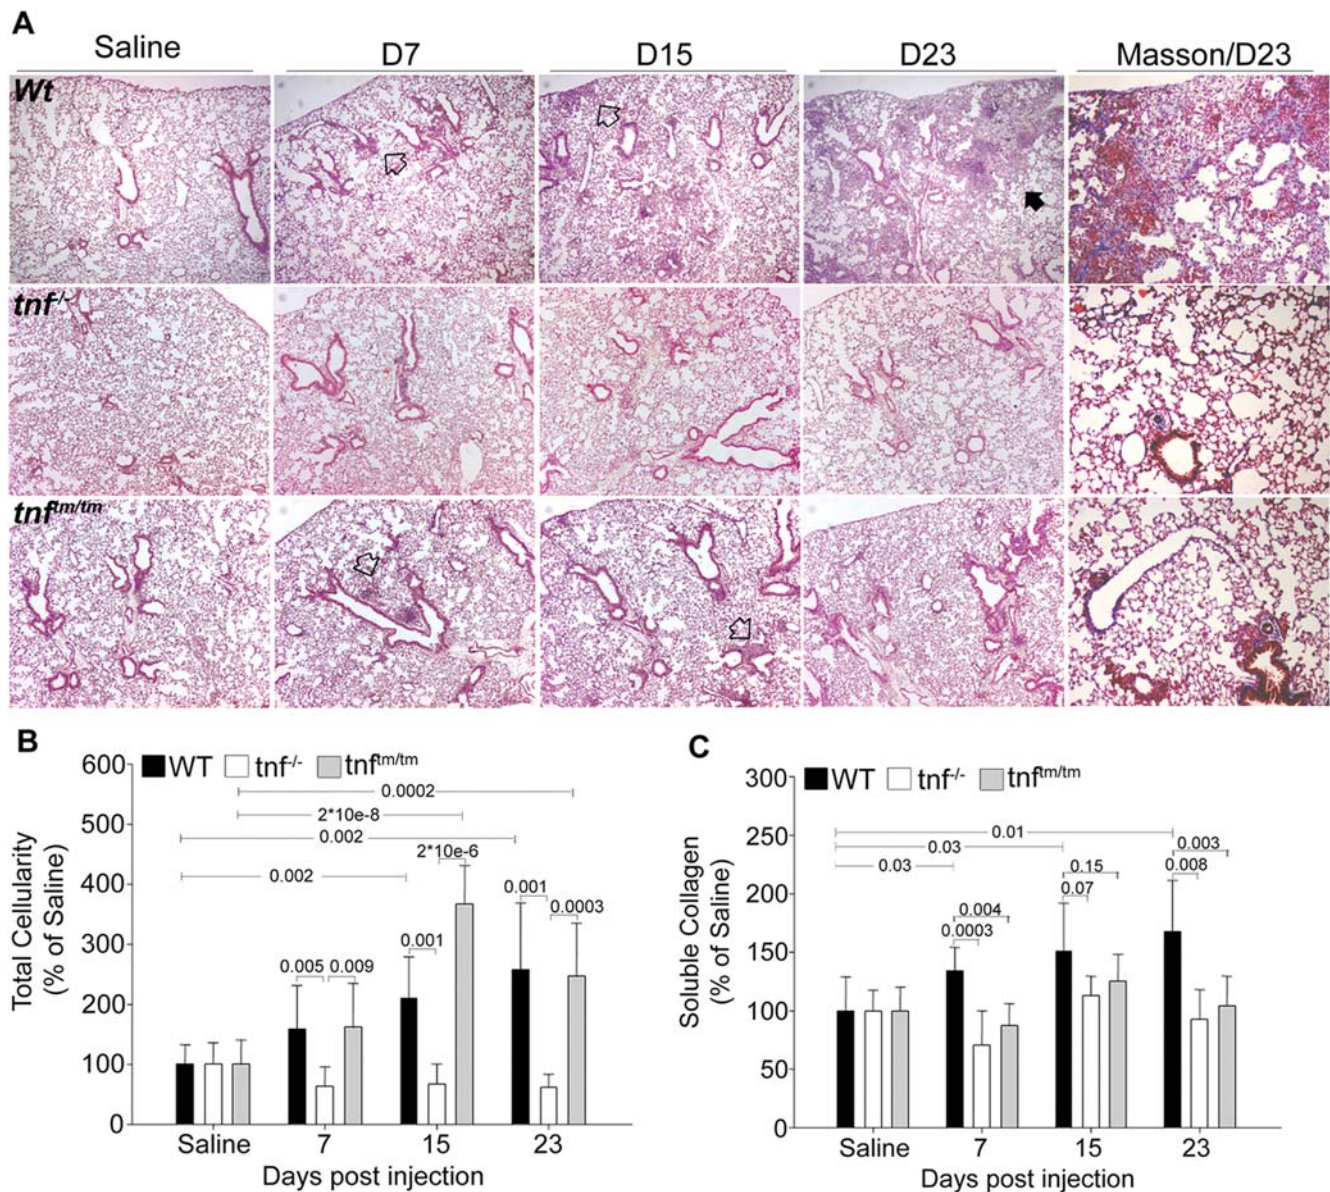 A
Saline D7 D15 D23 Masson/D23
Wt
tnf-/-
tnftm/tm
B
WT tnf-/- tnftm/tm
Total Cellularity
(% of Saline)
600
500
400
300
200
100
0
0.0002
2*10e-8
0.002
2*10e-6
0.002
0.001
0.0003
0.001
0.005 0.009
Saline 7 15 23
Days post injection
C
WT tnf-/- tnftm/tm
Soluble Collagen
(% of Saline)
300
250
200
150
100
50
0
0.01
0.03
0.003
0.03
0.15
0.008
0.07
0.004
0.0003
Saline 7 15 23
Days post injection